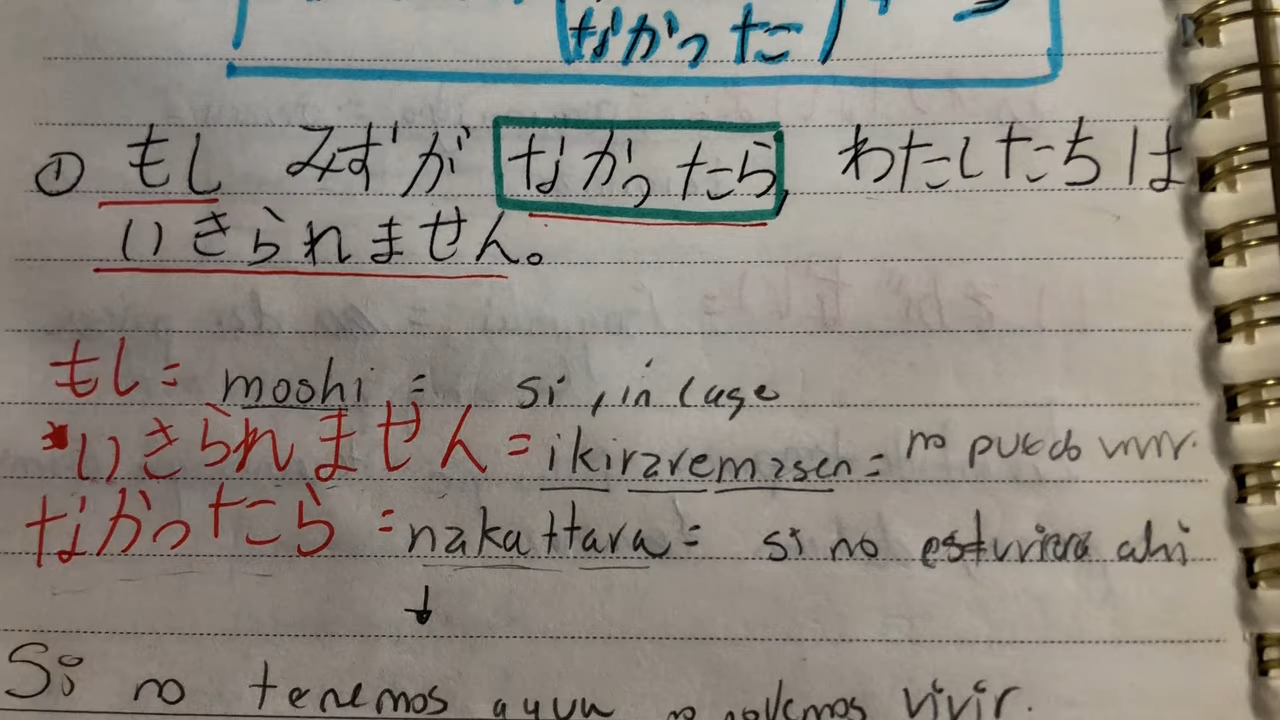 なかった
① もし みずが なかったら, わたしたちは
いきられません。
もし = moshi = si, in case
*いきられません = ikiraremasen = no puedo vivir.
なかったら = nakattara = si no estuviera ahi
↓
Si no tenemos agua no podemos vivir.